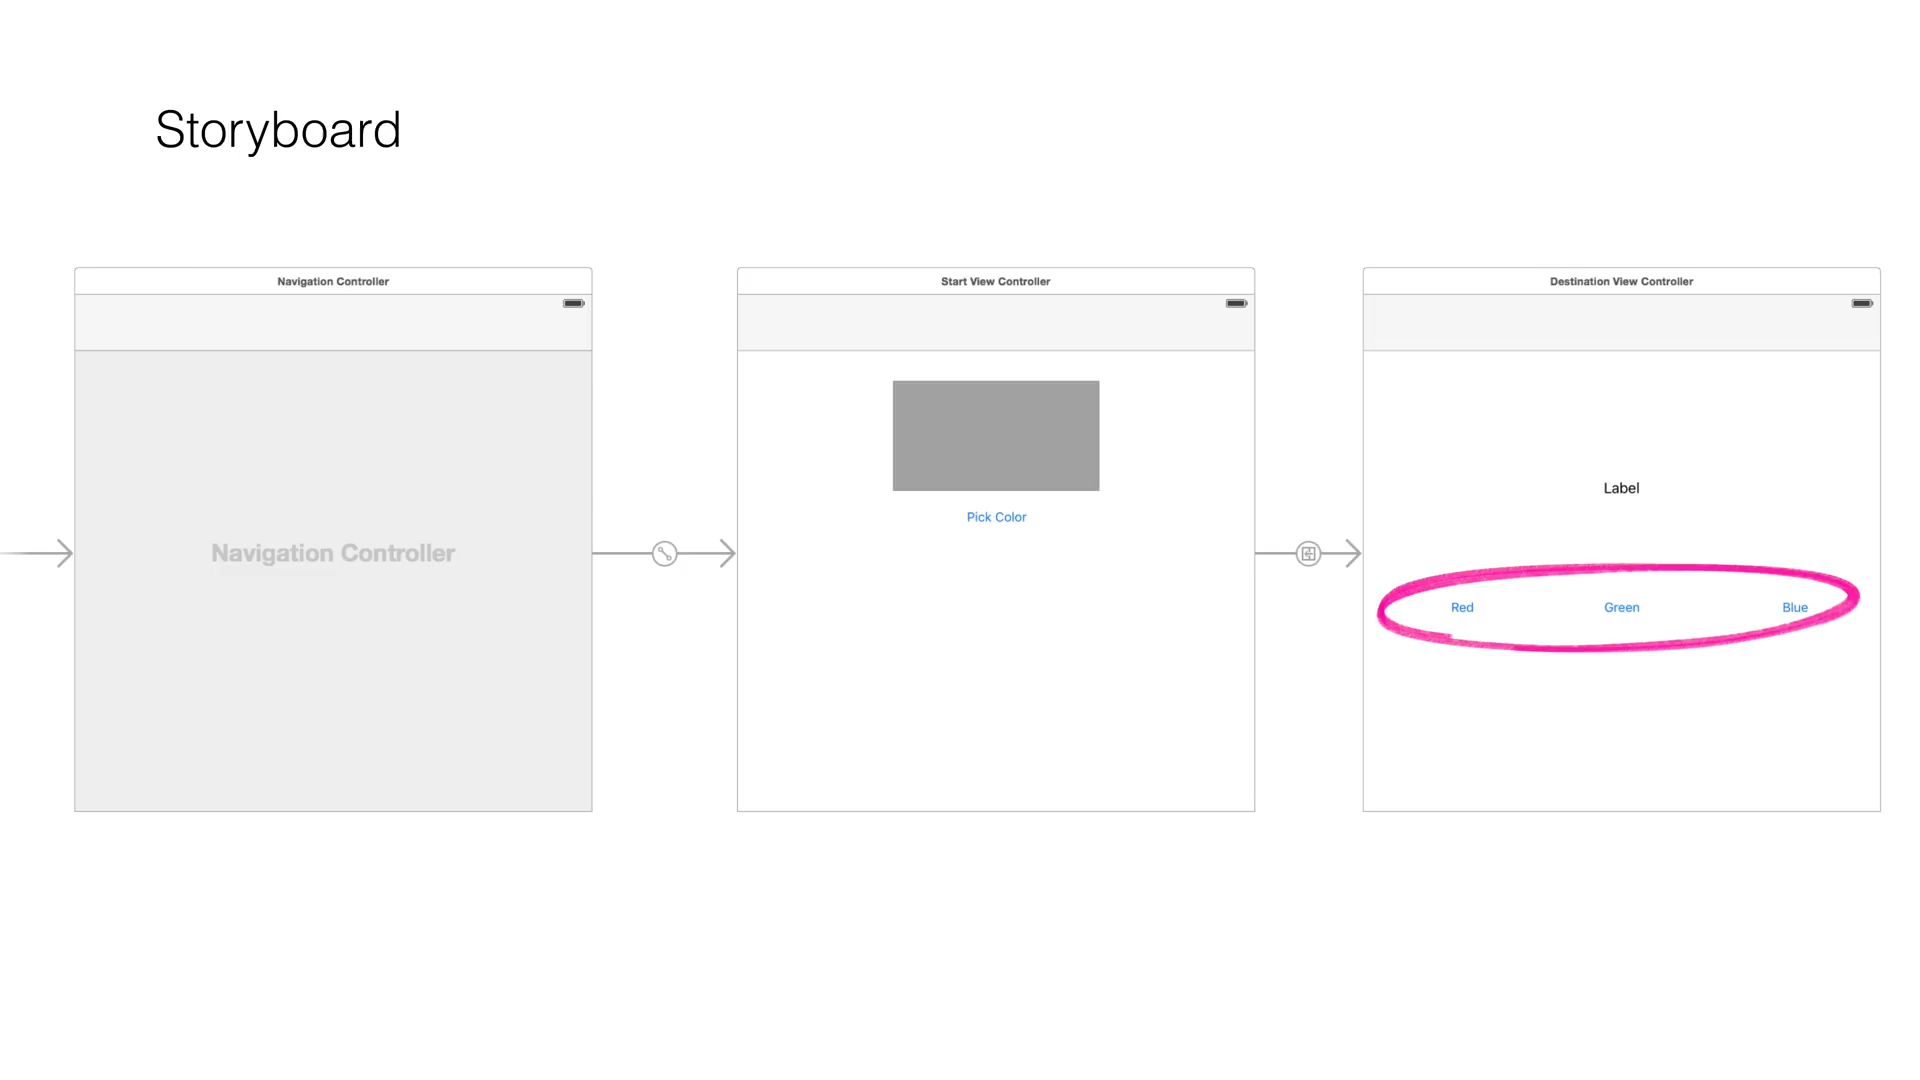 Storyboard
Navigation Controller
Start View Controller
Destination View Controller
Navigation Controller
Pick Color
Label
Red
Green
Blue